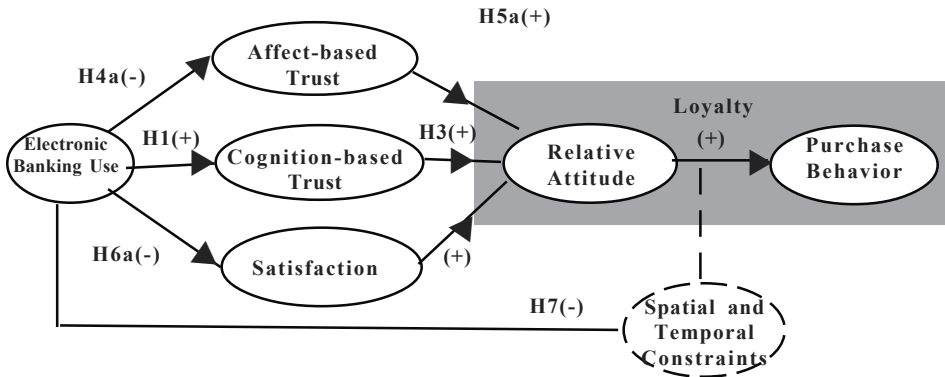 H5a(+)
Affect-based
Trust
H4a(-)
Loyalty
(+)
H1(+)
H3(+)
Electronic
Banking Use
Cognition-based
Trust
Relative
Attitude
Purchase
Behavior
H6a(-)
Satisfaction
(+)
H7(-)
Spatial and
Temporal
Constraints